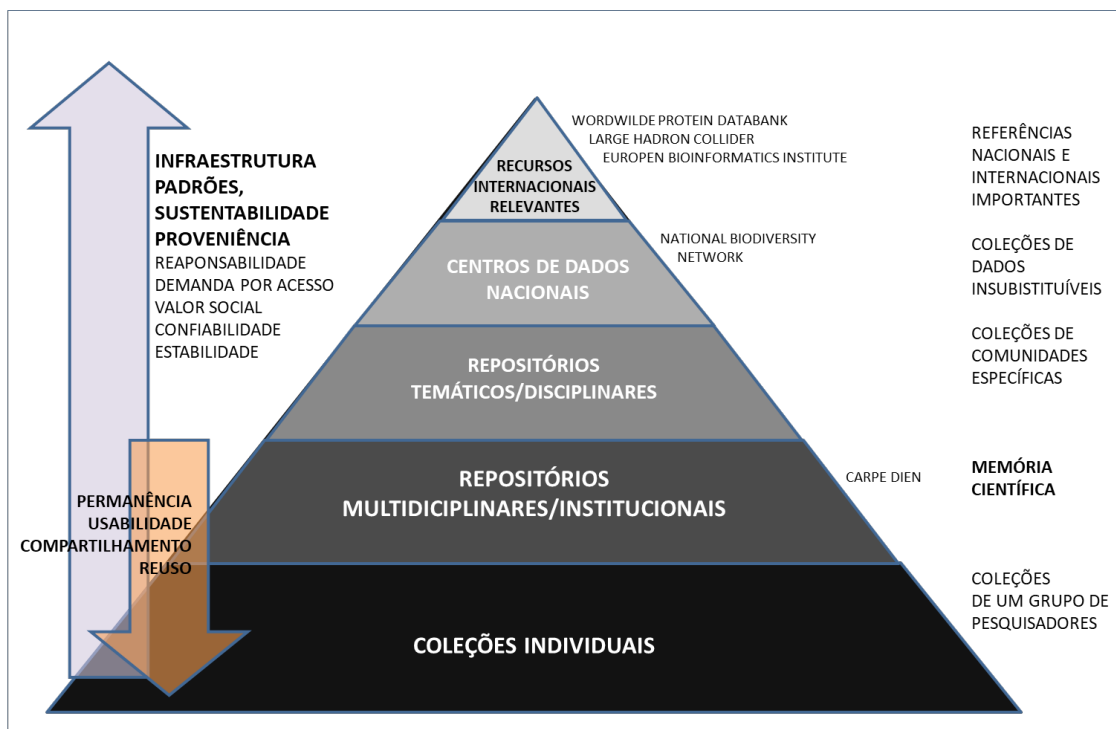 INFRAESTRUTURA
PADRÕES,
SUSTENTABILIDADE
PROVENIÊNCIA
REAPONSABILIDADE
DEMANDA POR ACESSO
VALOR SOCIAL
CONFIABILIDADE
ESTABILIDADE
PERMANÊNCIA
USABILIDADE
COMPARTILHAMENTO
REUSO
RECURSOS
INTERNACIONAIS
RELEVANTES
CENTROS DE DADOS
NACIONAIS
REPOSITÓRIOS
TEMÁTICOS/DISCIPLINARES
REPOSITÓRIOS
MULTIDICIPLINARES/INSTITUCIONAIS
COLEÇÕES INDIVIDUAIS
WORDWILDE PROTEIN DATABANK
LARGE HADRON COLLIDER
EUROPEN BIOINFORMATICS INSTITUTE
NATIONAL BIODIVERSITY
NETWORK
CARPE DIEN
REFERÊNCIAS
NACIONAIS E
INTERNACIONAIS
IMPORTANTES
COLEÇÕES DE
DADOS
INSUBISTITUÍVEIS
COLEÇÕES DE
COMUNIDADES
ESPECÍFICAS
MEMÓRIA
CIENTÍFICA
COLEÇÕES
DE UM GRUPO DE
PESQUISADORES